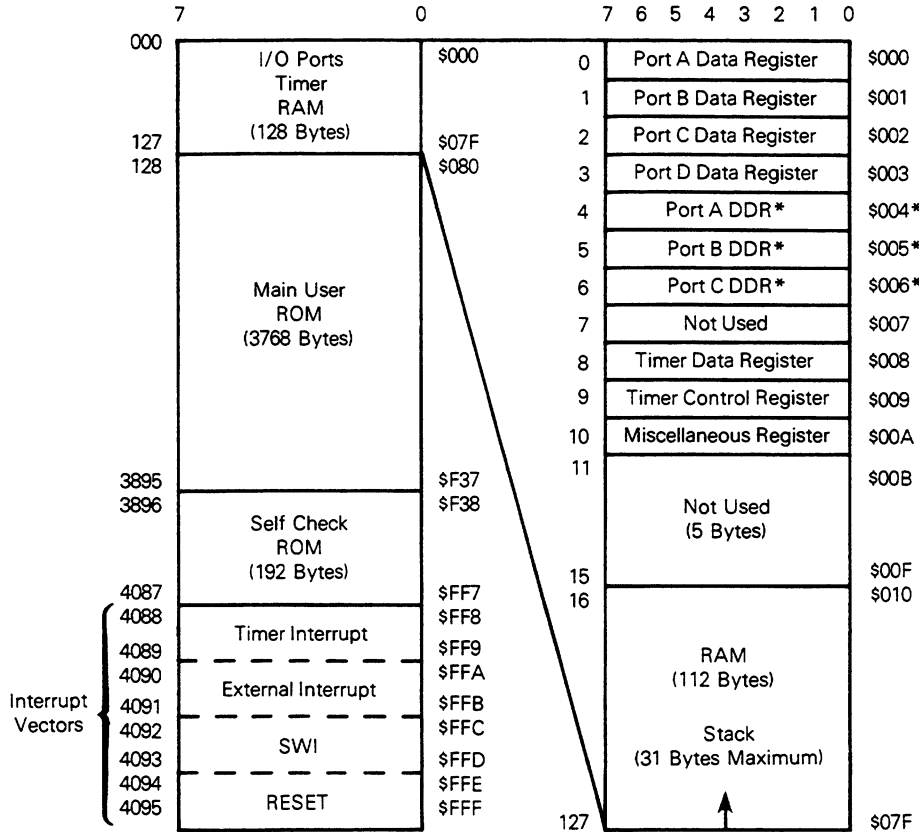 7 0
000
I/O Ports
Timer
RAM
(128 Bytes)
$000
127
$07F
128
$080
Main User
ROM
(3768 Bytes)
3895
$F37
3896
$F38
Self Check
ROM
(192 Bytes)
4087
$FF7
Interrupt
Vectors
4088
$FF8
Timer Interrupt
4089
$FF9
4090
$FFA
External Interrupt
4091
$FFB
4092
$FFC
SWI
4093
$FFD
4094
$FFE
RESET
4095
$FFF
7 6 5 4 3 2 1 0
0 Port A Data Register $000
1 Port B Data Register $001
2 Port C Data Register $002
3 Port D Data Register $003
4 Port A DDR* $004*
5 Port B DDR* $005*
6 Port C DDR* $006*
7 Not Used $007
8 Timer Data Register $008
9 Timer Control Register $009
10 Miscellaneous Register $00A
11 $00B
Not Used
(5 Bytes)
15 $00F
16 $010
RAM
(112 Bytes)
Stack
(31 Bytes Maximum)
127 $07F